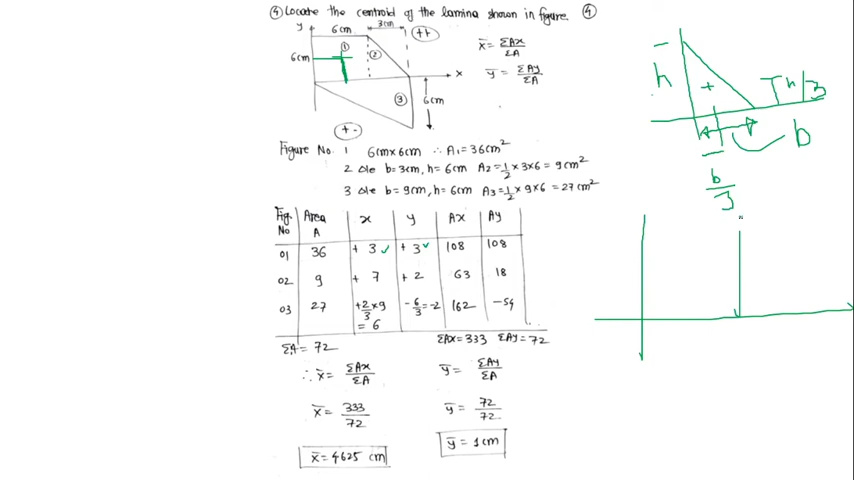 ④ Locate the centroid of the lamina shown in figure. ④
y 6cm 3cm
(++)
x̄ = ΣAx/ΣA
6cm ① ② x
ȳ = ΣAy/ΣA
③ 6cm
(+-)
Figure No. 1 6cm×6cm ∴ A₁=36cm²
2 Δle b=3cm, h=6cm A₂=½×3×6=9cm²
3 Δle b=9cm, h=6cm A₃=½×9×6=27cm²
Fig. No Area A x y Ax Ay
01 36 +3 ✓ +3 ✓ 108 108
02 9 +7 +2 63 18
03 27 +2/3×9 = 6 -6/3=-2 162 -54
ΣA=72 ΣAx=333 ΣAy=72
∴ x̄ = ΣAx/ΣA ȳ = ΣAy/ΣA
x̄ = 333/72 ȳ = 72/72
x̄=4625 cm ȳ=1cm
h + h/3
b
b/3